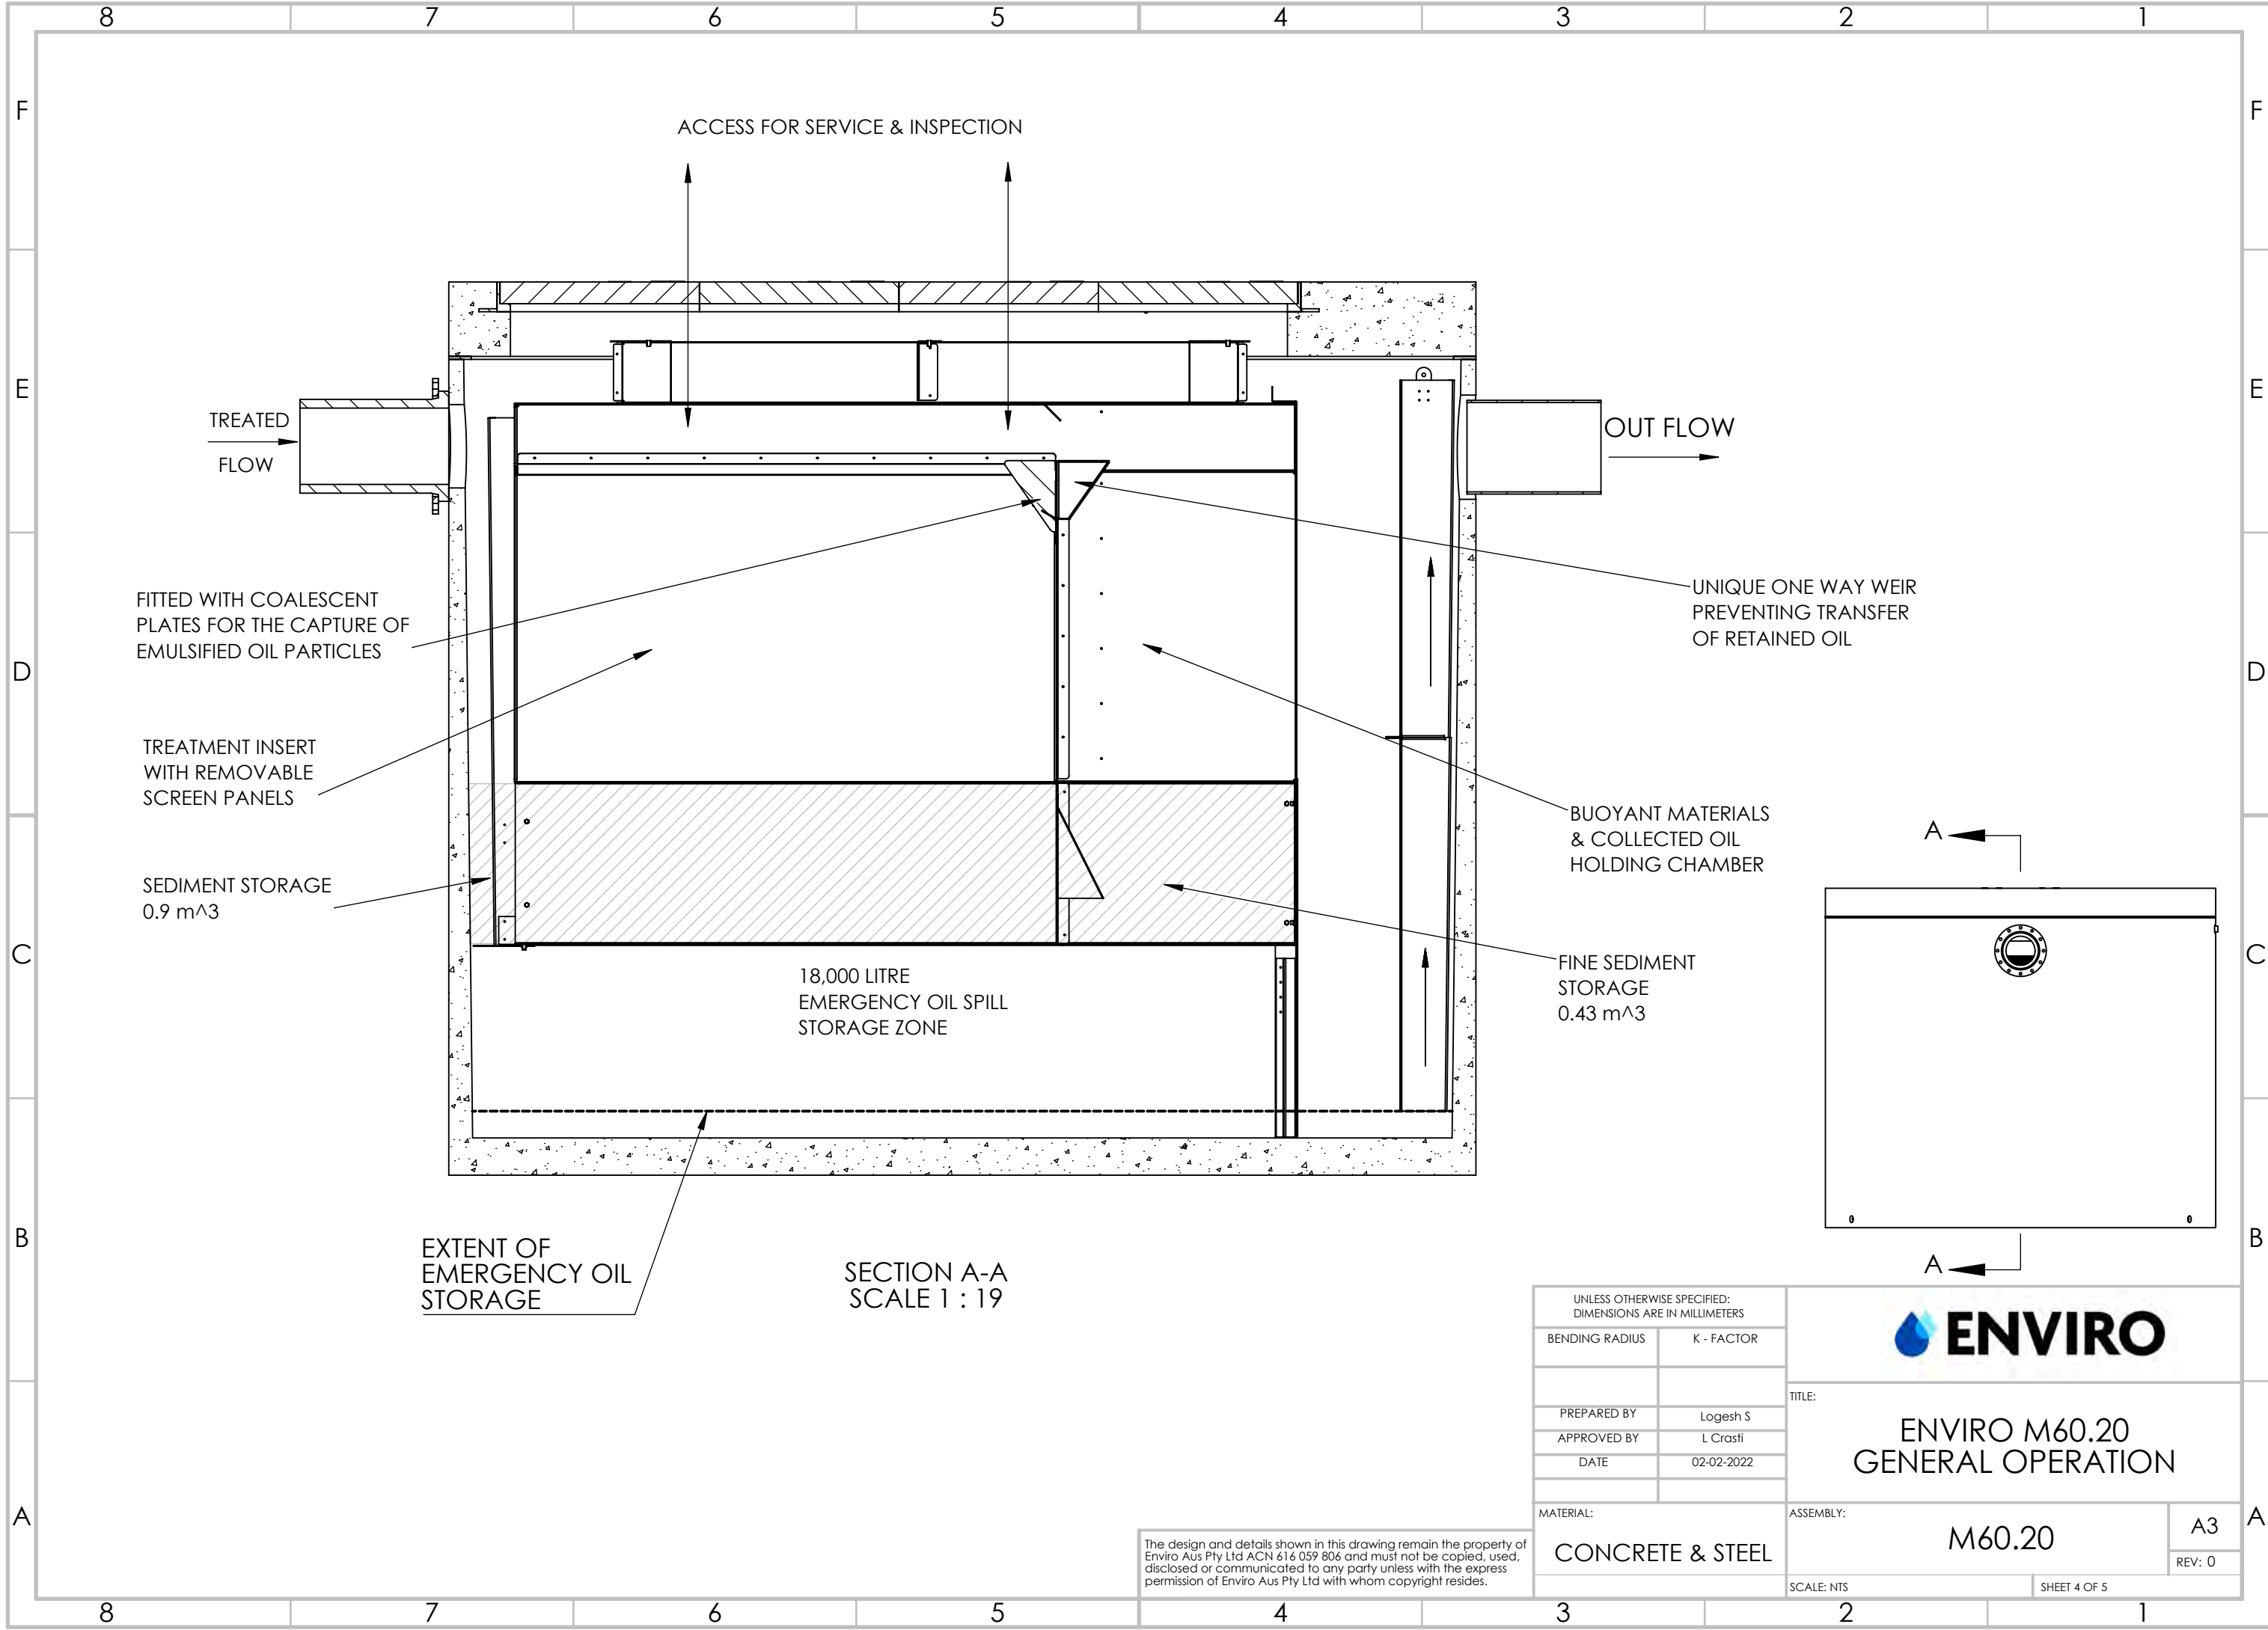 8 7 6 5 4 3 2 1
F F
E E
D D
C C
B B
A A
ACCESS FOR SERVICE & INSPECTION
TREATED
FLOW
OUT FLOW
FITTED WITH COALESCENT
PLATES FOR THE CAPTURE OF
EMULSIFIED OIL PARTICLES
UNIQUE ONE WAY WEIR
PREVENTING TRANSFER
OF RETAINED OIL
TREATMENT INSERT
WITH REMOVABLE
SCREEN PANELS
BUOYANT MATERIALS
& COLLECTED OIL
HOLDING CHAMBER
SEDIMENT STORAGE
0.9 m^3
FINE SEDIMENT
STORAGE
0.43 m^3
18,000 LITRE
EMERGENCY OIL SPILL
STORAGE ZONE
EXTENT OF
EMERGENCY OIL
STORAGE
SECTION A-A
SCALE 1 : 19
A
A
UNLESS OTHERWISE SPECIFIED:
DIMENSIONS ARE IN MILLIMETERS
BENDING RADIUS K - FACTOR
PREPARED BY Logesh S
APPROVED BY L Crasti
DATE 02-02-2022
MATERIAL:
CONCRETE & STEEL
ENVIRO
TITLE:
ENVIRO M60.20
GENERAL OPERATION
ASSEMBLY:
M60.20
A3
REV: 0
SCALE: NTS SHEET 4 OF 5
The design and details shown in this drawing remain the property of
Enviro Aus Pty Ltd ACN 616 059 806 and must not be copied, used,
disclosed or communicated to any party unless with the express
permission of Enviro Aus Pty Ltd with whom copyright resides.
8 7 6 5 4 3 2 1